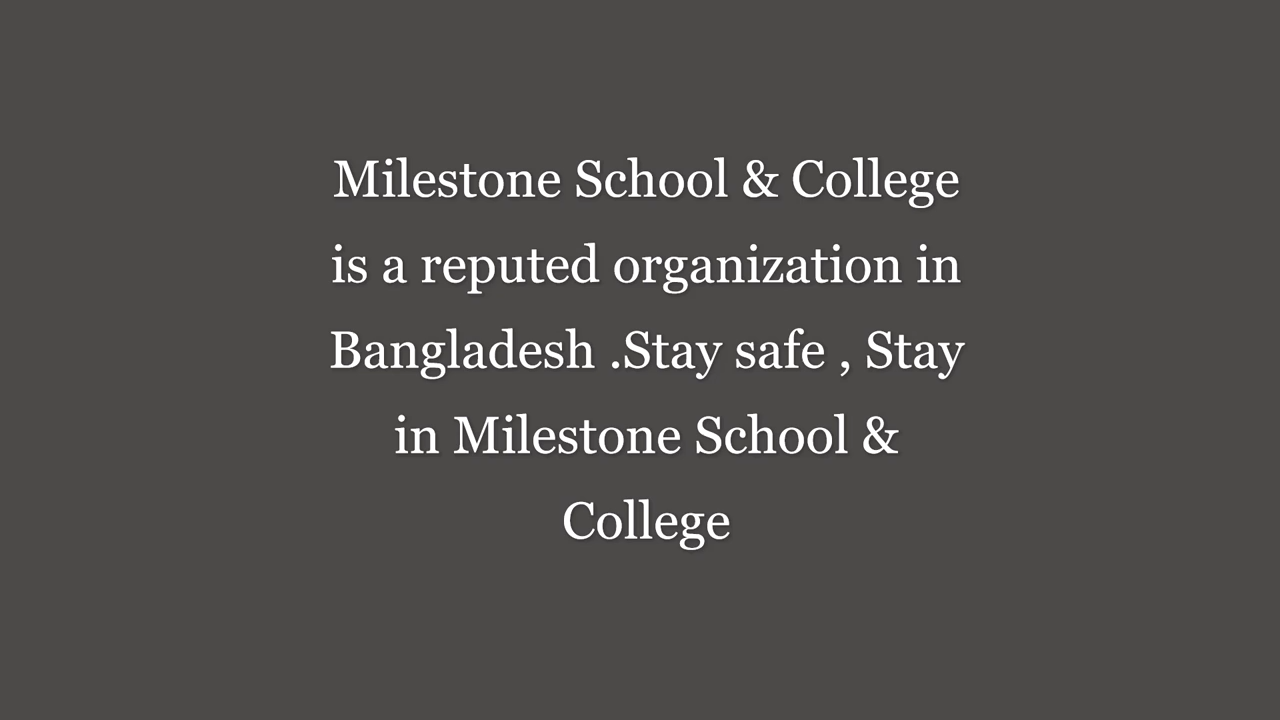 Milestone School & College
is a reputed organization in
Bangladesh .Stay safe , Stay
in Milestone School &
College